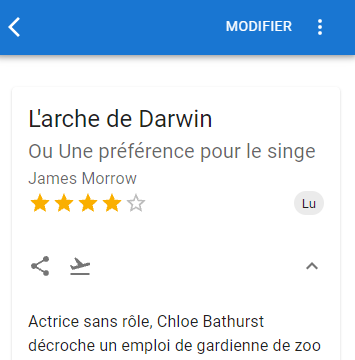 MODIFIER
L'arche de Darwin
Ou Une préférence pour le singe
James Morrow
Lu
Actrice sans rôle, Chloe Bathurst
décroche un emploi de gardienne de zoo